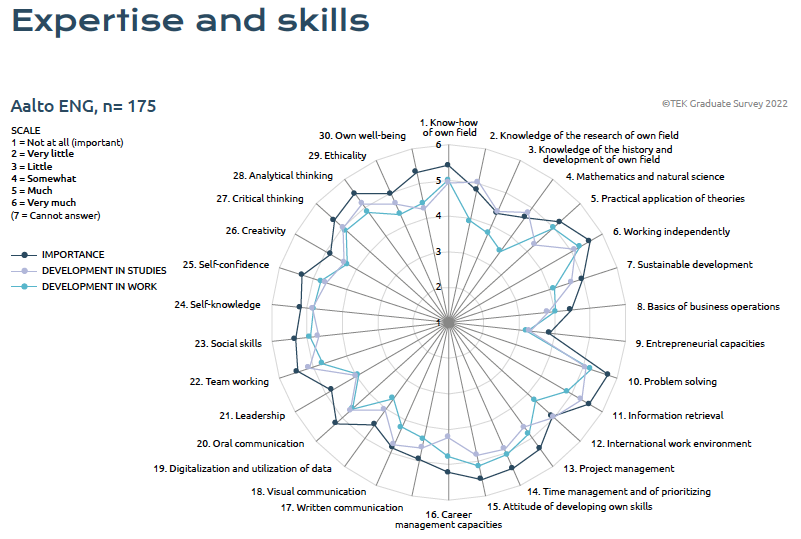 Expertise and skills
Aalto ENG, n= 175
©TEK Graduate Survey 2022
SCALE
1 = Not at all (important)
2 = Very little
3 = Little
4 = Somewhat
5 = Much
6 = Very much
(7 = Cannot answer)
IMPORTANCE
DEVELOPMENT IN STUDIES
DEVELOPMENT IN WORK
1. Know-how
of own field
2. Knowledge of the research of own field
3. Knowledge of the history and
development of own field
4. Mathematics and natural science
5. Practical application of theories
6. Working independently
7. Sustainable development
8. Basics of business operations
9. Entrepreneurial capacities
10. Problem solving
11. Information retrieval
12. International work environment
13. Project management
14. Time management and of prioritizing
15. Attitude of developing own skills
16. Career
management capacities
17. Written communication
18. Visual communication
19. Digitalization and utilization of data
20. Oral communication
21. Leadership
22. Team working
23. Social skills
24. Self-knowledge
25. Self-confidence
26. Creativity
27. Critical thinking
28. Analytical thinking
29. Ethicality
30. Own well-being
6
5
4
3
2
1